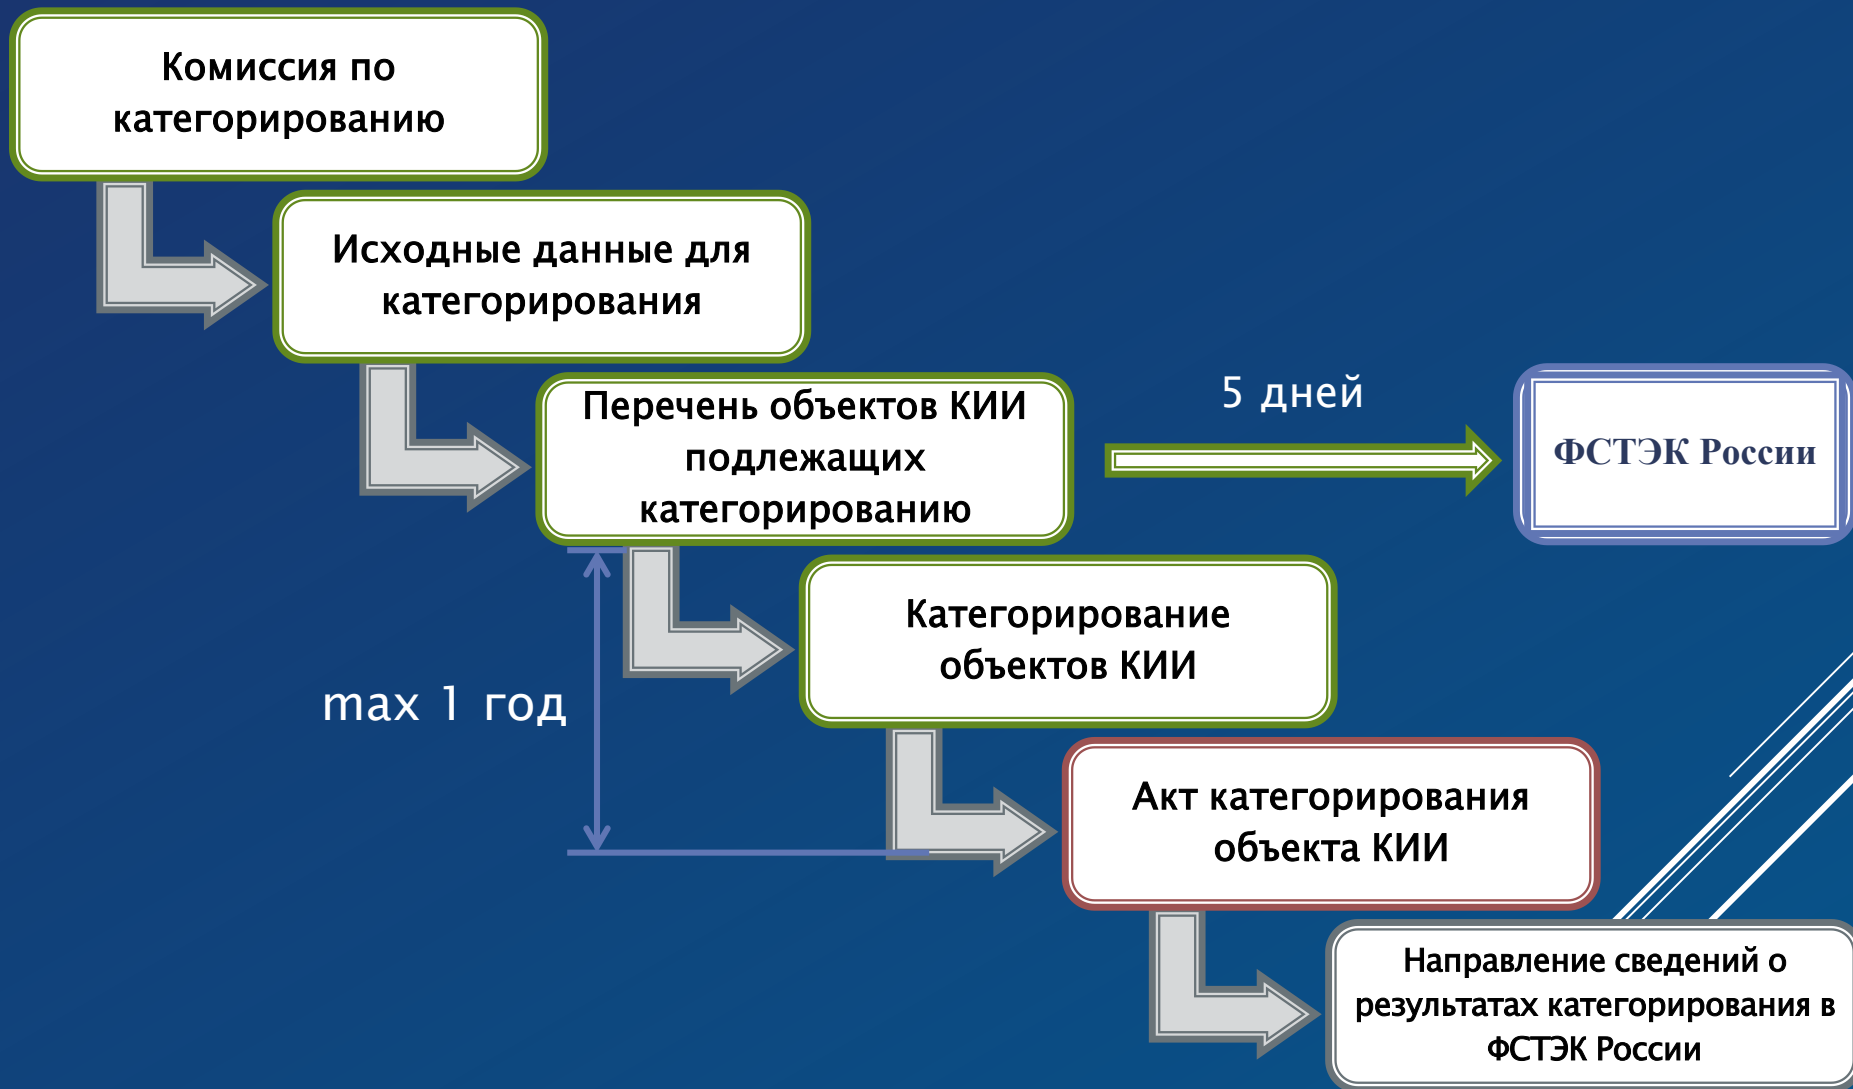 Комиссия по
категорированию
Исходные данные для
категорирования
Перечень объектов КИИ
подлежащих
категорированию
5 дней
ФСТЭК России
Категорирование
объектов КИИ
max 1 год
Акт категорирования
объекта КИИ
Направление сведений о
результатах категорирования в
ФСТЭК России